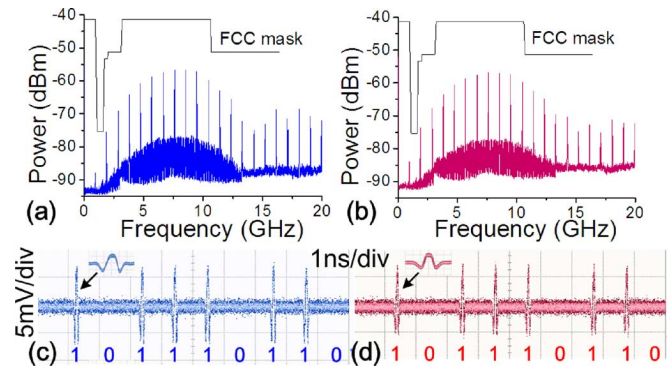 -40
-50
-60
-70
-80
-90
Power (dBm)
FCC mask
(a)
0 5 10 15 20
Frequency (GHz)
-40
-50
-60
-70
-80
-90
Power (dBm)
FCC mask
(b)
0 5 10 15 20
Frequency (GHz)
5mV/div
1ns/div
(c)
1 0 1 1 1 0 1 1 0
(d)
1 0 1 1 1 0 1 1 0